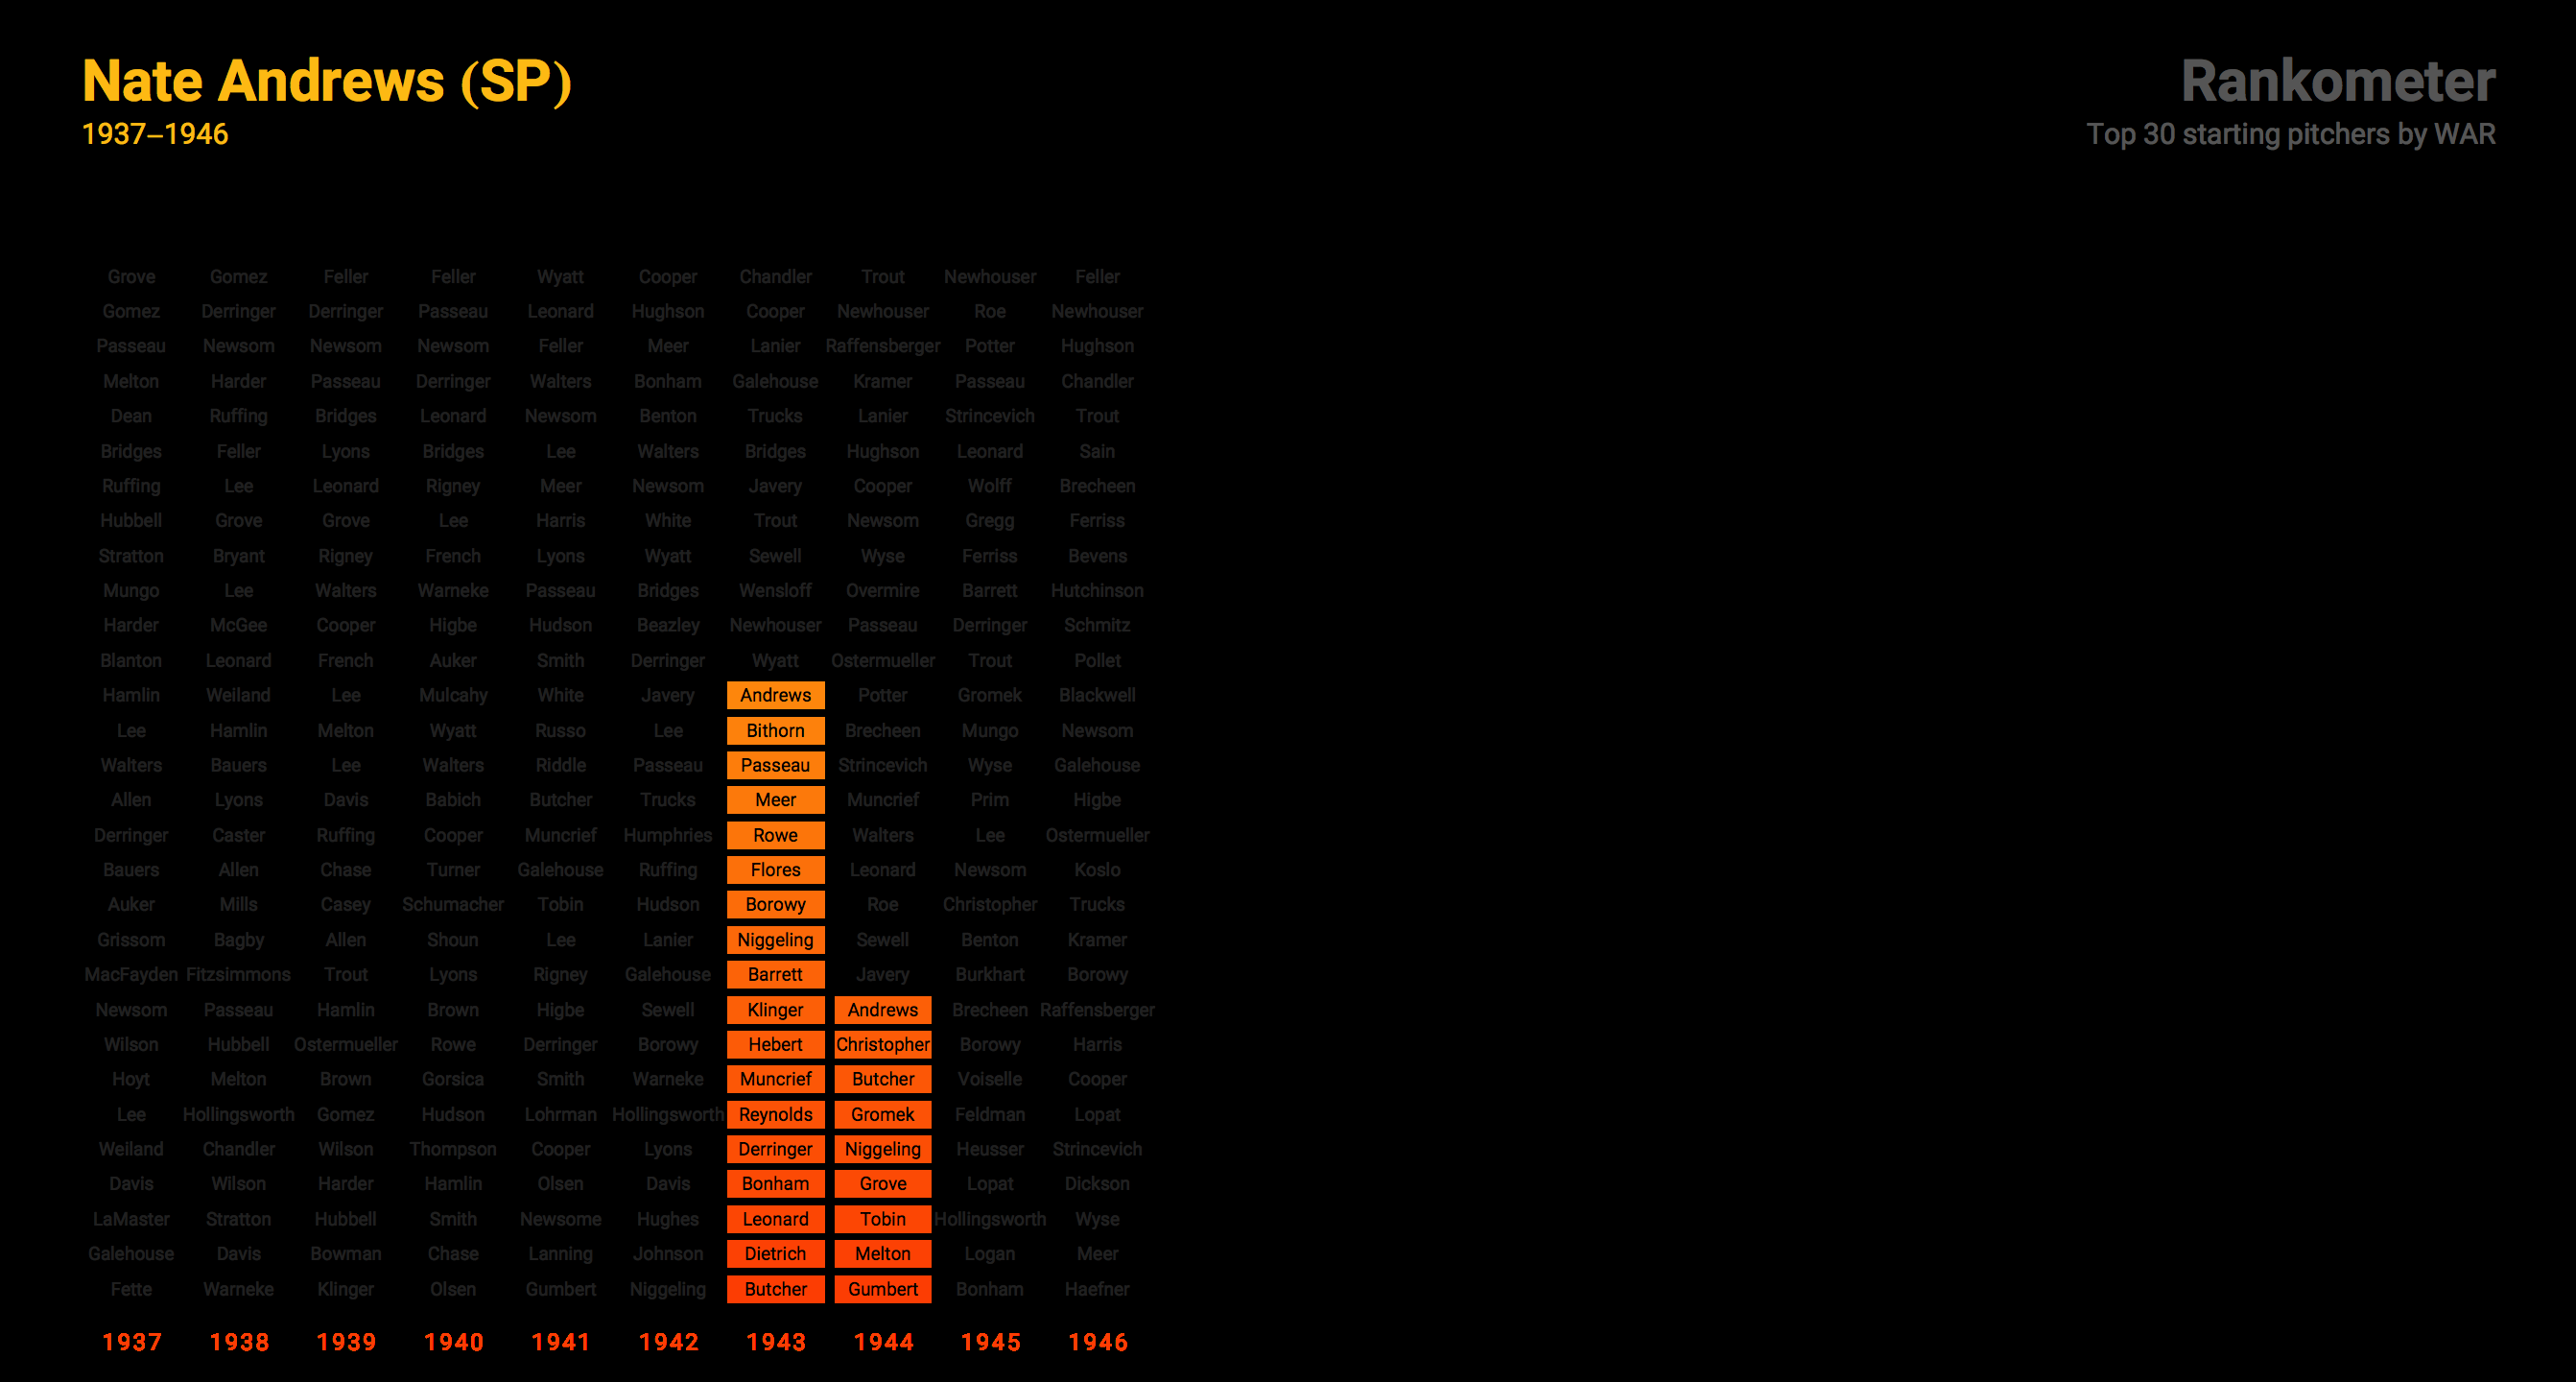 Nate Andrews (SP)
1937–1946
Rankometer
Top 30 starting pitchers by WAR
Grove Gomez Feller Feller Wyatt Cooper Chandler Trout Newhouser Feller
Gomez Derringer Derringer Passeau Leonard Hughson Cooper Newhouser Roe Newhouser
Passeau Newsom Newsom Newsom Feller Meer Lanier Raffensberger Potter Hughson
Melton Harder Passeau Derringer Walters Bonham Galehouse Kramer Passeau Chandler
Dean Ruffing Bridges Leonard Newsom Benton Trucks Lanier Strincevich Trout
Bridges Feller Lyons Bridges Lee Walters Bridges Hughson Leonard Sain
Ruffing Lee Leonard Rigney Meer Newsom Javery Cooper Wolff Brecheen
Hubbell Grove Grove Lee Harris White Trout Newsom Gregg Ferriss
Stratton Bryant Rigney French Lyons Wyatt Sewell Wyse Ferriss Bevens
Mungo Lee Walters Warneke Passeau Bridges Wensloff Overmire Barrett Hutchinson
Harder McGee Cooper Higbe Hudson Beazley Newhouser Passeau Derringer Schmitz
Blanton Leonard French Auker Smith Derringer Wyatt Ostermueller Trout Pollet
Hamlin Weiland Lee Mulcahy White Javery Andrews Potter Gromek Blackwell
Lee Hamlin Melton Wyatt Russo Lee Bithorn Brecheen Mungo Newsom
Walters Bauers Lee Walters Riddle Passeau Passeau Strincevich Wyse Galehouse
Allen Lyons Davis Babich Butcher Trucks Meer Muncrief Prim Higbe
Derringer Caster Ruffing Cooper Muncrief Humphries Rowe Walters Lee Ostermueller
Bauers Allen Chase Turner Galehouse Ruffing Flores Leonard Newsom Koslo
Auker Mills Casey Schumacher Tobin Hudson Borowy Roe Christopher Trucks
Grissom Bagby Allen Shoun Lee Lanier Niggeling Sewell Benton Kramer
MacFayden Fitzsimmons Trout Lyons Rigney Galehouse Barrett Javery Burkhart Borowy
Newsom Passeau Hamlin Brown Higbe Sewell Klinger Andrews Brecheen Raffensberger
Wilson Hubbell Ostermueller Rowe Derringer Borowy Hebert Christopher Borowy Harris
Hoyt Melton Brown Gorsica Smith Warneke Muncrief Butcher Voiselle Cooper
Lee Hollingsworth Gomez Hudson Lohrman Hollingsworth Reynolds Gromek Feldman Lopat
Weiland Chandler Wilson Thompson Cooper Lyons Derringer Niggeling Heusser Strincevich
Davis Wilson Harder Hamlin Olsen Davis Bonham Grove Lopat Dickson
LaMaster Stratton Hubbell Smith Newsome Hughes Leonard Tobin Hollingsworth Wyse
Galehouse Davis Bowman Chase Lanning Johnson Dietrich Melton Logan Meer
Fette Warneke Klinger Olsen Gumbert Niggeling Butcher Gumbert Bonham Haefner
1937 1938 1939 1940 1941 1942 1943 1944 1945 1946